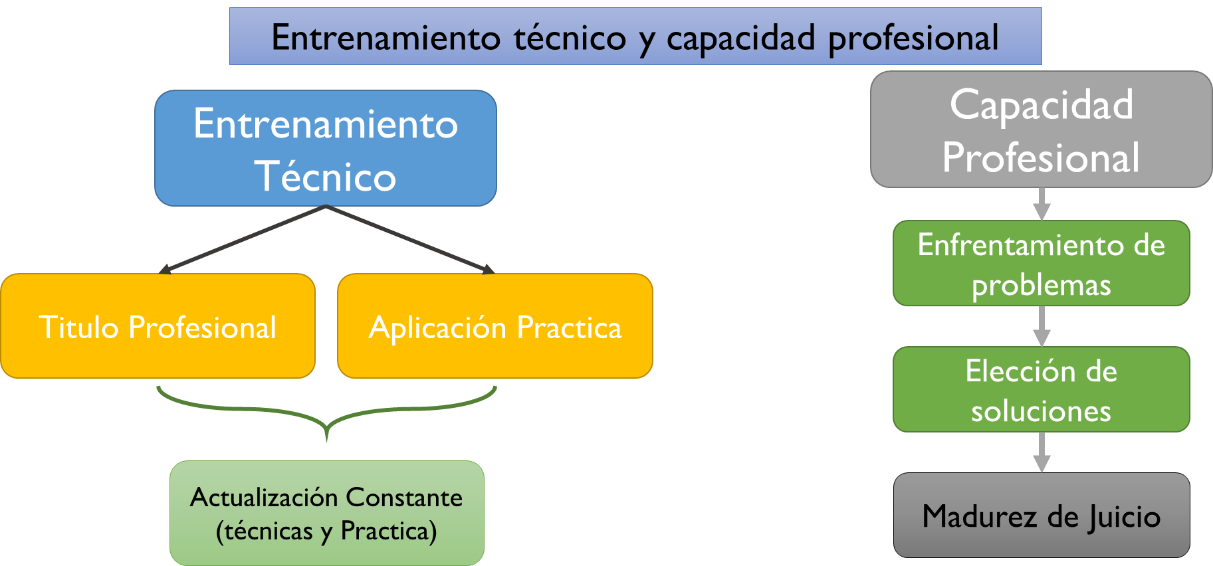 Entrenamiento técnico y capacidad profesional
Entrenamiento
Técnico
Titulo Profesional
Aplicación Practica
Actualización Constante
(técnicas y Practica)
Capacidad
Profesional
Enfrentamiento de
problemas
Elección de
soluciones
Madurez de Juicio